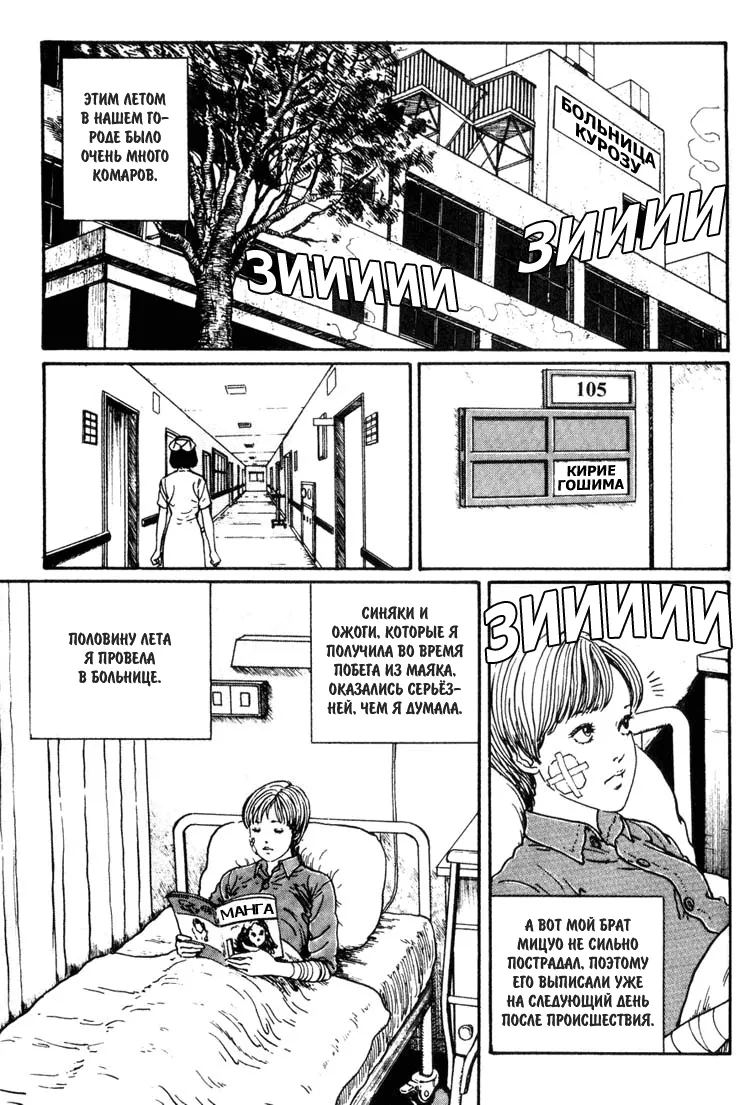 ЭТИМ ЛЕТОМ
В НАШЕМ ГО-
РОДЕ БЫЛО
ОЧЕНЬ МНОГО
КОМАРОВ.
БОЛЬНИЦА
КУРОЗУ
ЗИИИИИ
ЗИИИИ
105
КИРИЕ
ГОШИМА
ПОЛОВИНУ ЛЕТА
Я ПРОВЕЛА
В БОЛЬНИЦЕ.
СИНЯКИ И
ОЖОГИ, КОТОРЫЕ Я
ПОЛУЧИЛА ВО ВРЕМЯ
ПОБЕГА ИЗ МАЯКА,
ОКАЗАЛИСЬ СЕРЬЁЗ-
НЕЙ, ЧЕМ Я ДУМАЛА.
МАНГА
ЗИИИИИ
А ВОТ МОЙ БРАТ
МИЦУО НЕ СИЛЬНО
ПОСТРАДАЛ, ПОЭТОМУ
ЕГО ВЫПИСАЛИ УЖЕ
НА СЛЕДУЮЩИЙ ДЕНЬ
ПОСЛЕ ПРОИСШЕСТВИЯ.